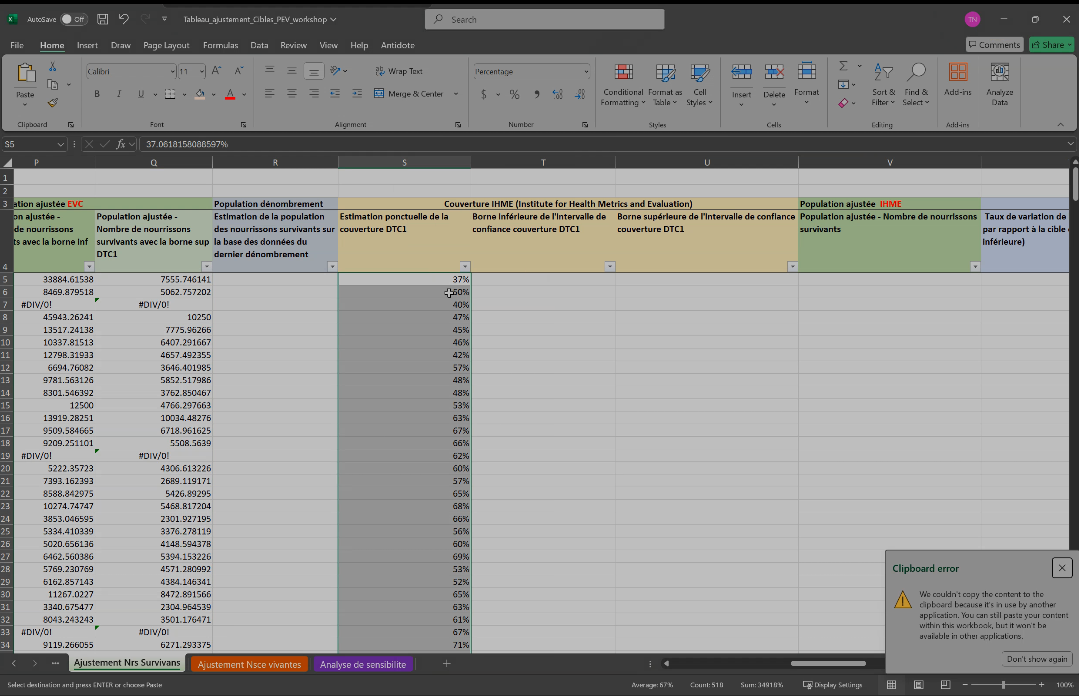 AutoSave Off Tableau_ajustement_Cibles_PEV_workshop Search TN
File Home Insert Draw Page Layout Formulas Data Review View Help Antidote Comments Share
Paste Calibri 11 Wrap Text Percentage Conditional Formatting Format as Table Cell Styles Insert Delete Format Sort & Filter Find & Select Add-ins Analyze Data
B I U Merge & Center $ % 9
Clipboard Font Alignment Number Styles Cells Editing Add-ins
S5 fx 37.0618158088597%
P Q R S T U V
1
2
3 ation ajustée EVC Population dénombrement Couverture IHME (Institute for Health Metrics and Evaluation) Population ajustée IHME
on ajustée -
de nourrissons
ts avec la borne inf
Population ajustée -
Nombre de nourrissons
survivants avec la borne sup
DTC1
Estimation de la population
des nourrissons survivants sur
la base des données du
dernier dénombrement
Estimation ponctuelle de la
couverture DTC1
Borne inférieure de l'intervalle de
confiance couverture DTC1
Borne supérieure de l'intervalle de confiance
couverture DTC1
Population ajustée - Nombre de nourrissons
survivants
Taux de variation de
par rapport à la cible
inférieure)
4
5 33884.61538 7555.746141 37%
6 8469.879518 5062.757202 50%
7 #DIV/0! #DIV/0! 40%
8 45943.26241 10250 47%
9 13517.24138 7775.96266 45%
10 10337.81513 6407.291667 46%
11 12798.31933 4657.492355 42%
12 6694.76082 3646.401985 57%
13 9781.563126 5852.517986 48%
14 8301.546392 3762.850467 48%
15 12500 4766.297663 53%
16 13919.28251 10034.48276 63%
17 9509.584665 6718.961625 67%
18 9209.251101 5508.5639 66%
19 #DIV/0! #DIV/0! 62%
20 5222.35723 4306.613226 60%
21 7393.162393 2689.119171 57%
22 8588.842975 5426.89295 65%
23 10274.74747 5468.817204 68%
24 3853.046595 2301.927195 66%
25 5334.410339 3376.278119 56%
26 5020.656136 4148.594378 60%
27 6462.560386 5394.153226 69%
28 5769.230769 4571.280992 53%
29 6162.857143 4384.146341 52%
30 11267.0227 8472.891566 65%
31 3340.675477 2304.964539 63%
32 8043.243243 3501.176471 61%
33 #DIV/0! #DIV/0! 67%
34 9119.266055 6271.293375 71%
Clipboard error
We couldn't copy the content to the
clipboard because it's in use by another
application. You can still paste your content
within this workbook, but it won't be
available in other applications.
Don't show again
Ajustement Nrs Survivans Ajustement Nsce vivantes Analyse de sensibilite
Select destination and press ENTER or choose Paste Average: 67% Count: 518 Sum: 34918% Display Settings 100%